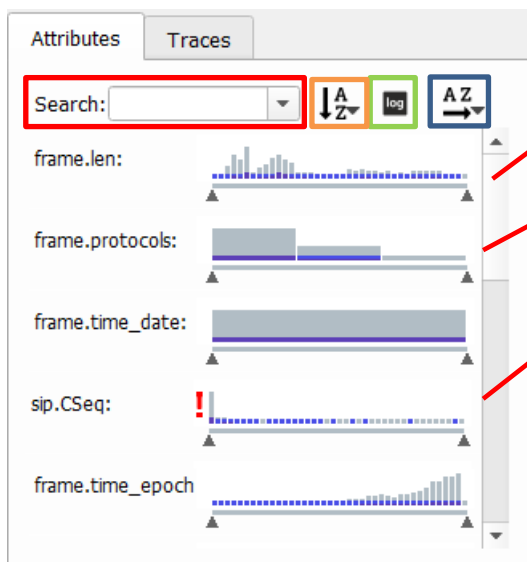 Attributes Traces
Search: A Z log A Z
frame.len:
frame.protocols:
frame.time_date:
sip.CSeq: !
frame.time_epoch